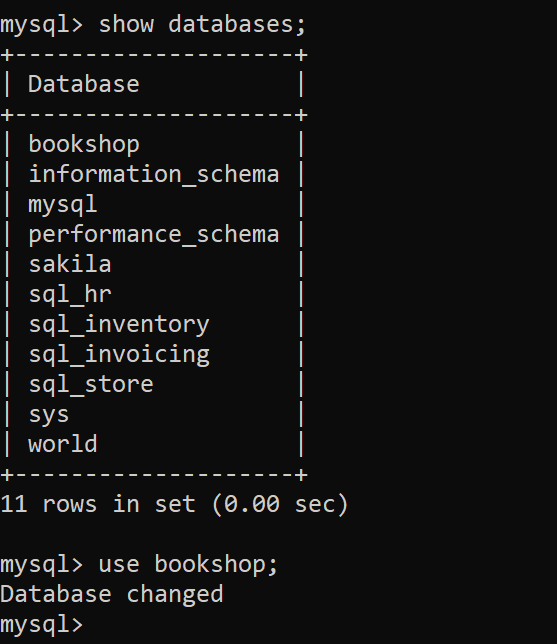 mysql> show databases;
+--------------------+
| Database           |
+--------------------+
| bookshop           |
| information_schema |
| mysql              |
| performance_schema |
| sakila             |
| sql_hr             |
| sql_inventory      |
| sql_invoicing      |
| sql_store          |
| sys                |
| world              |
+--------------------+
11 rows in set (0.00 sec)

mysql> use bookshop;
Database changed
mysql>